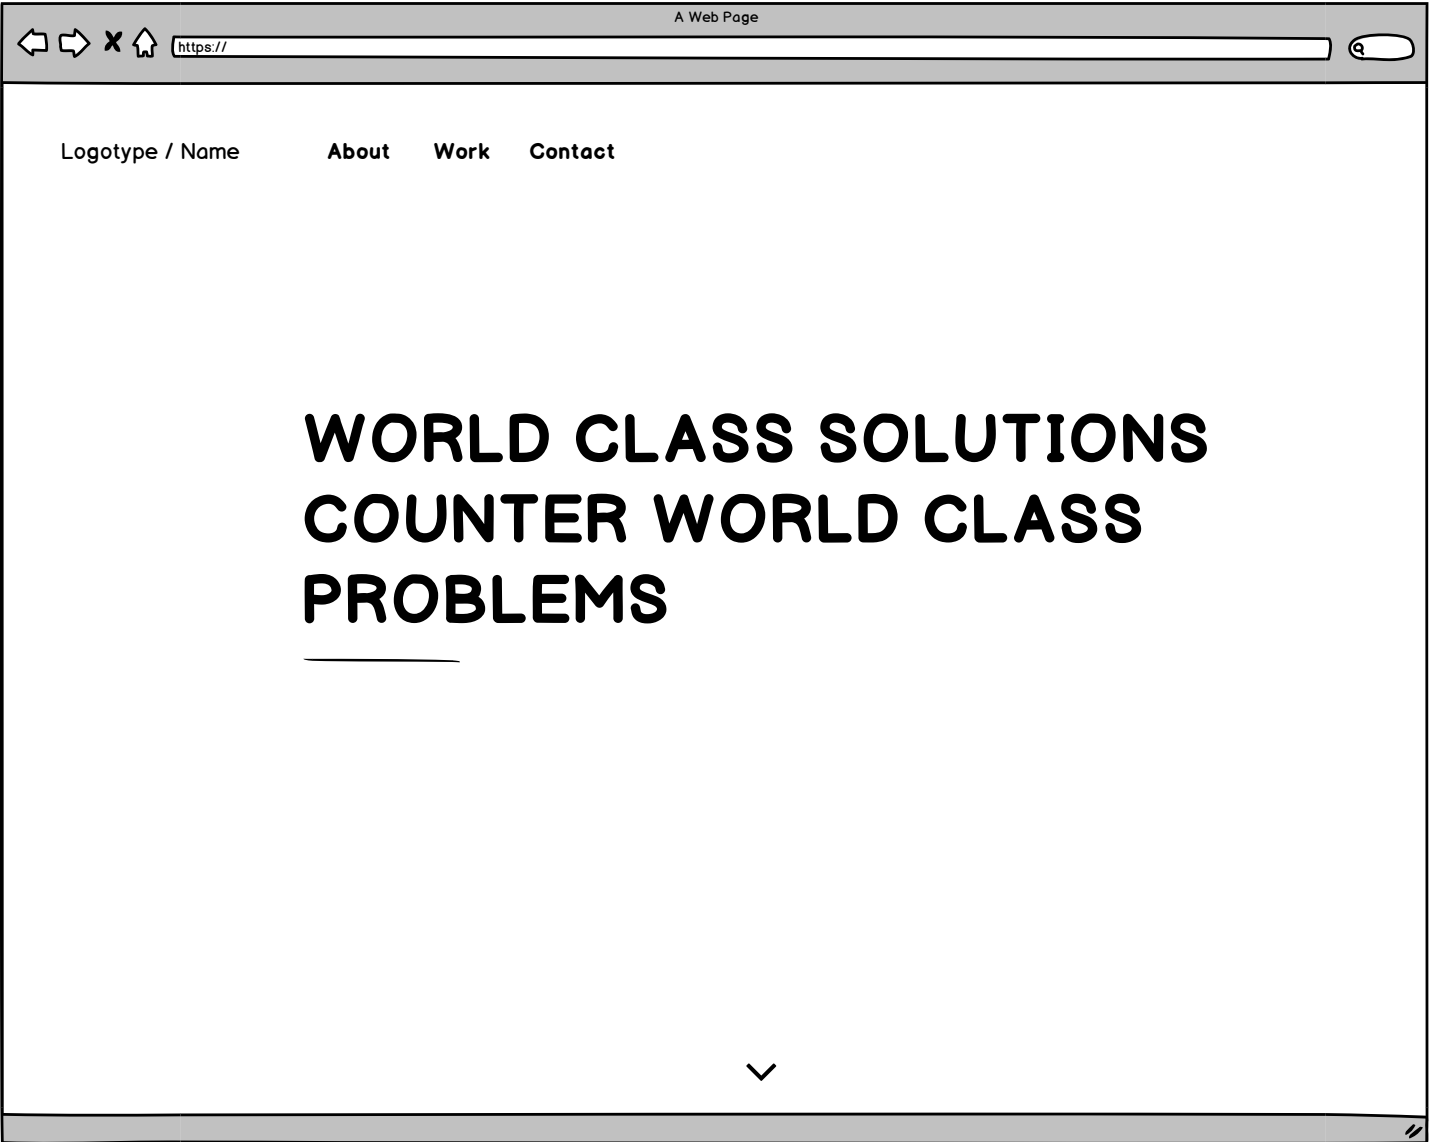 A Web Page
https://
Logotype / Name About Work Contact
WORLD CLASS SOLUTIONS
COUNTER WORLD CLASS
PROBLEMS